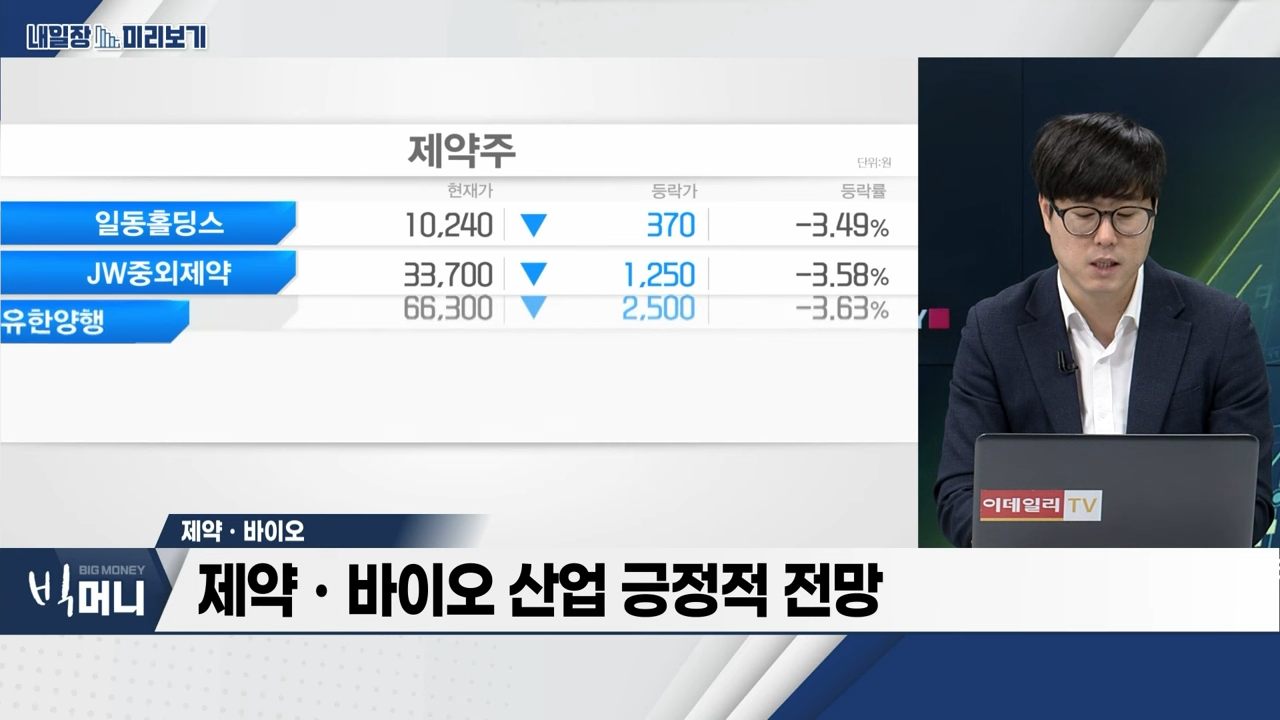 내일장 미리보기
제약주
단위:원
현재가 등락가 등락률
일동홀딩스 10,240 ▼ 370 -3.49%
JW중외제약 33,700 ▼ 1,250 -3.58%
유한양행 66,300 ▼ 2,500 -3.63%
Y
이데일리 TV
제약·바이오
BIG MONEY
빅머니
제약·바이오 산업 긍정적 전망